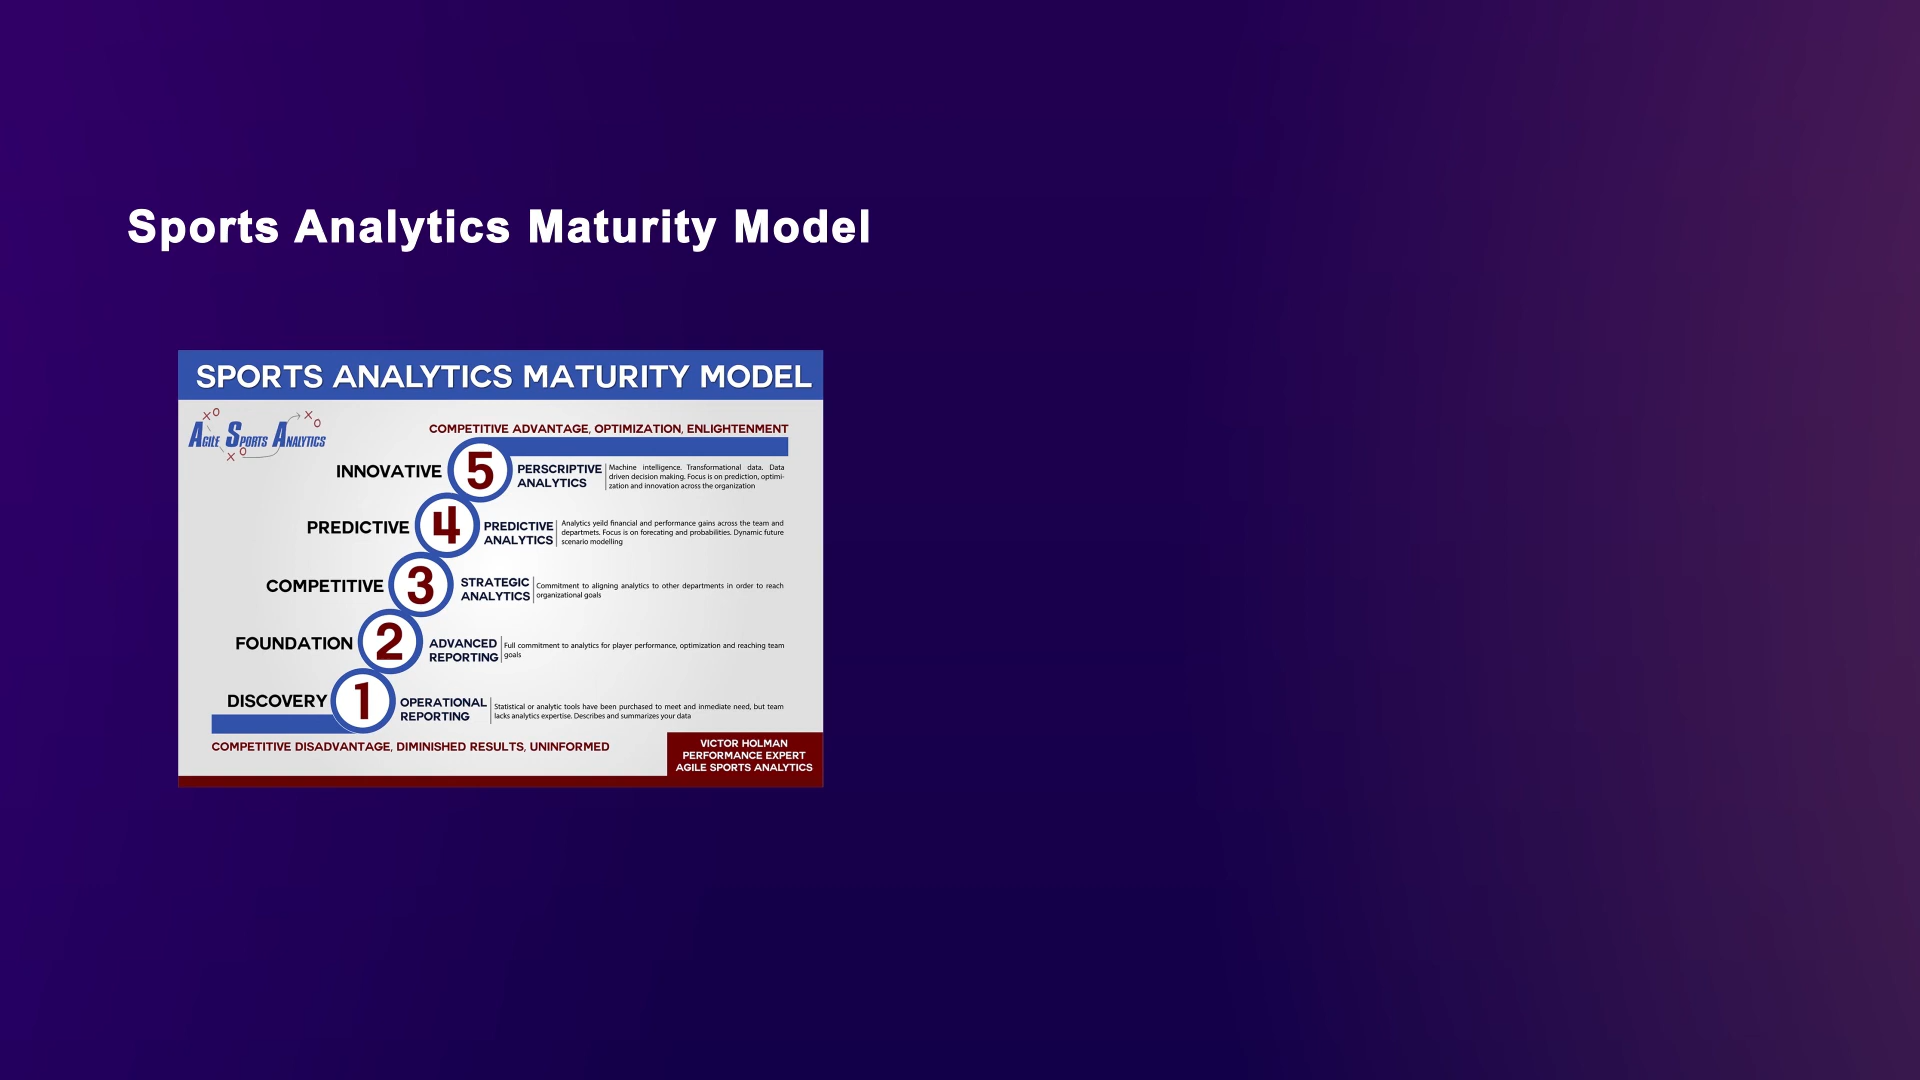 Sports Analytics Maturity Model
SPORTS ANALYTICS MATURITY MODEL
X O
X O
AGILE SPORTS ANALYTICS
X O
COMPETITIVE ADVANTAGE, OPTIMIZATION, ENLIGHTENMENT
INNOVATIVE
5
PERSCRIPTIVE
ANALYTICS
Machine intelligence. Transformational data. Data
driven decision making. Focus is on prediction, optimi-
zation and innovation across the organization
PREDICTIVE
4
PREDICTIVE
ANALYTICS
Analytics yeild financial and performance gains across the team and
departmets. Focus is on forecating and probabilities. Dynamic future
scenario modelling
COMPETITIVE
3
STRATEGIC
ANALYTICS
Commitment to aligning analytics to other departments in order to reach
organizational goals
FOUNDATION
2
ADVANCED
REPORTING
Full commitment to analytics for player performance, optimization and reaching team
goals
DISCOVERY
1
OPERATIONAL
REPORTING
Statistical or analytic tools have been purchased to meet and inmediate need, but team
lacks analytics expertise. Describes and summarizes your data
COMPETITIVE DISADVANTAGE, DIMINISHED RESULTS, UNINFORMED
VICTOR HOLMAN
PERFORMANCE EXPERT
AGILE SPORTS ANALYTICS